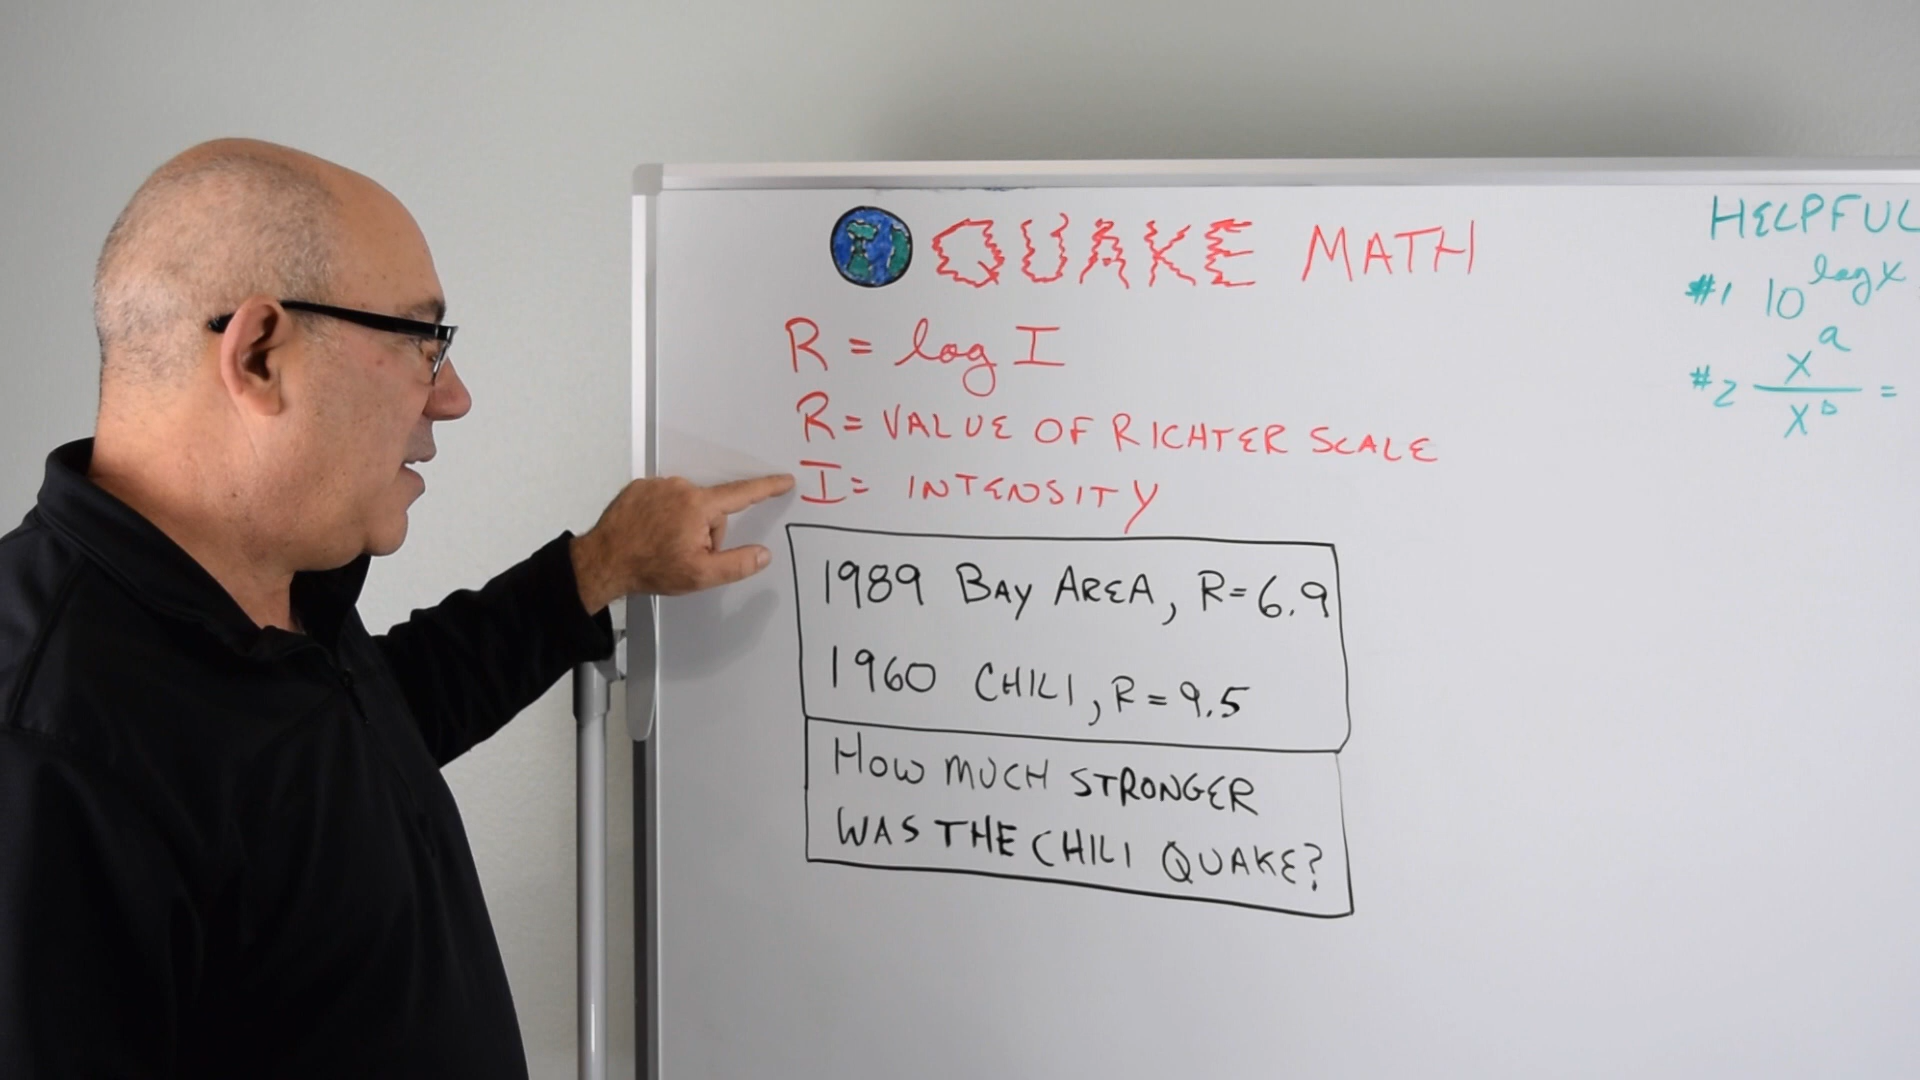 QUAKE MATH
R = log I
R = VALUE OF RICHTER SCALE
I = INTENSITY
1989 BAY AREA, R=6.9
1960 CHILI, R=9.5
HOW MUCH STRONGER
WAS THE CHILI QUAKE?
HELPFUL
#1 10^log x
#2 x^a / x^b =